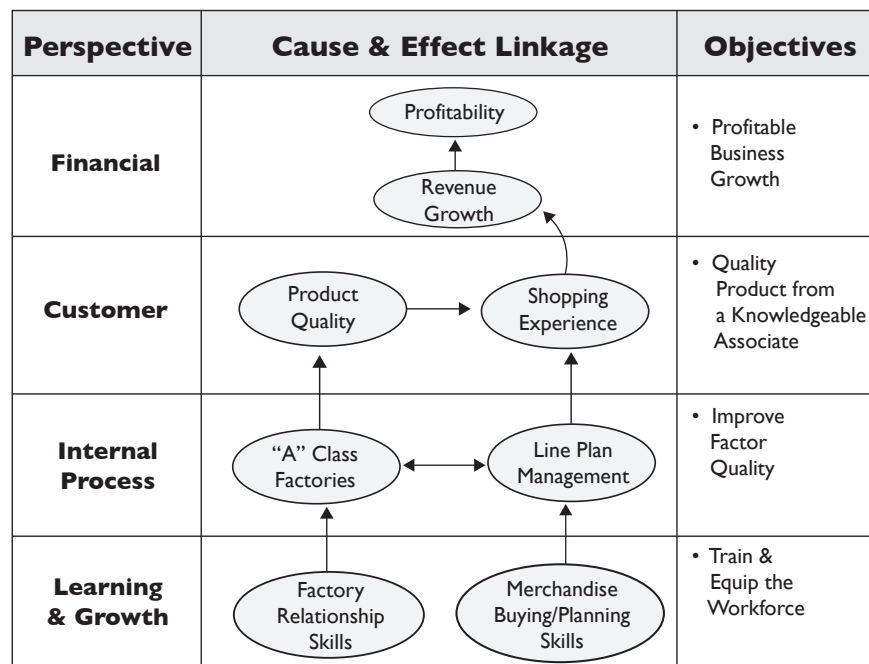 Perspective
Cause & Effect Linkage
Objectives
Financial
Profitability
Revenue
Growth
• Profitable
Business
Growth
Customer
Product
Quality
Shopping
Experience
• Quality
Product from
a Knowledgeable
Associate
Internal
Process
“A” Class
Factories
Line Plan
Management
• Improve
Factor
Quality
Learning
& Growth
Factory
Relationship
Skills
Merchandise
Buying/Planning
Skills
• Train &
Equip the
Workforce